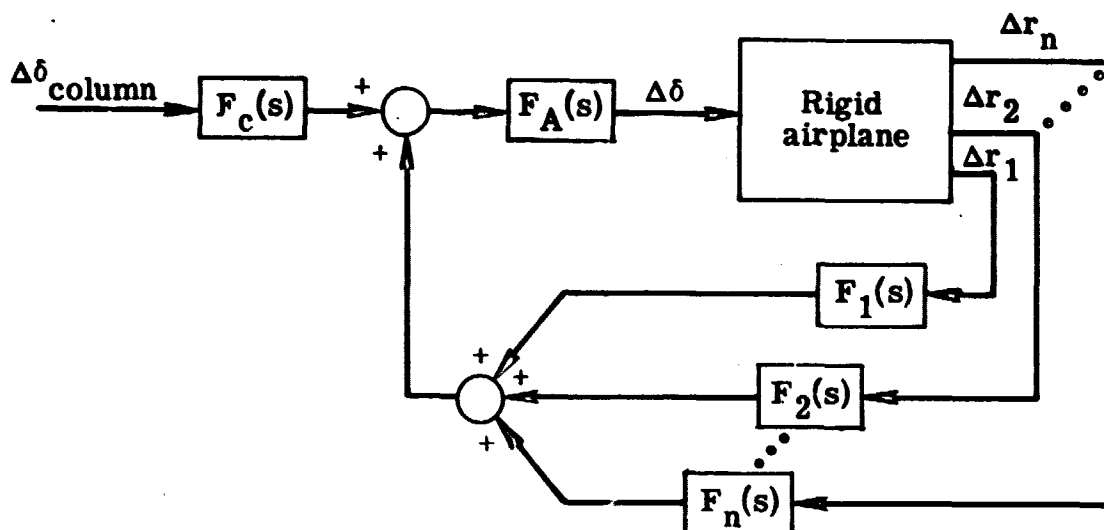 Δr_n
Δδ_column
F_c(s)
+
+
F_A(s)
Δδ
Rigid
airplane
Δr_2
Δr_1
F_1(s)
+
+
+
F_2(s)
F_n(s)